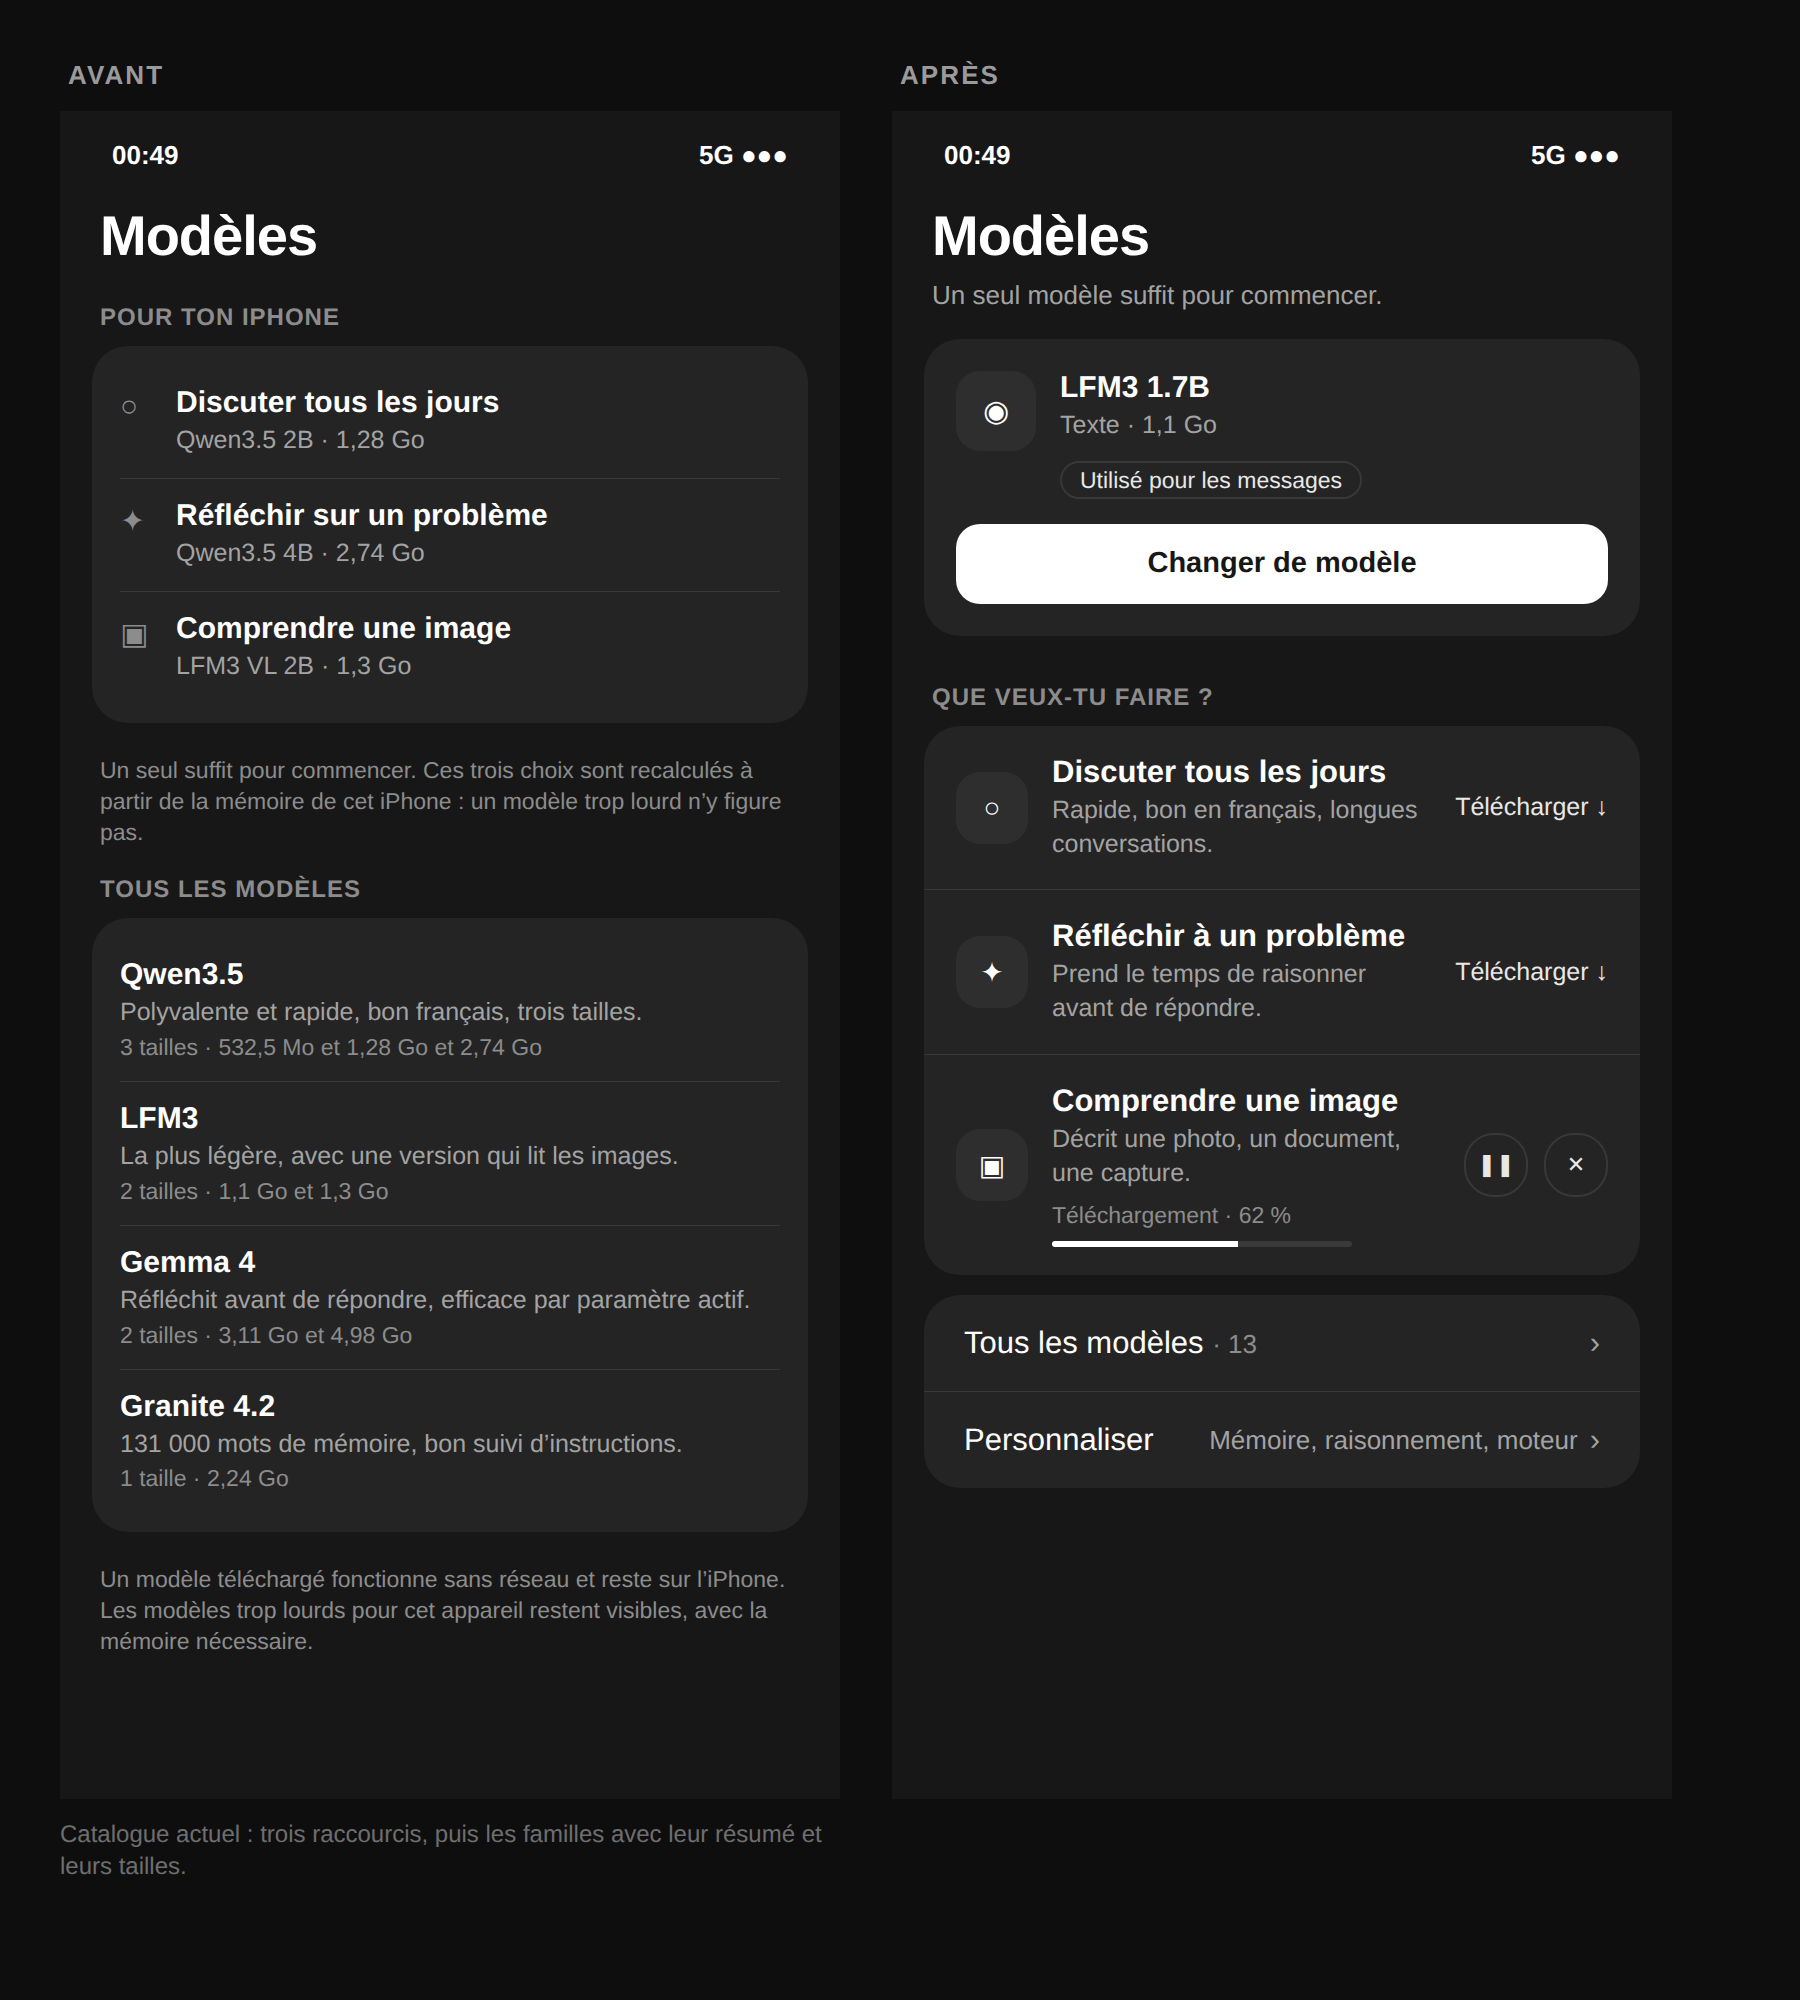 AVANT
00:49
5G ●●●
Modèles
POUR TON IPHONE
○ Discuter tous les jours
Qwen3.5 2B · 1,28 Go
✦ Réfléchir sur un problème
Qwen3.5 4B · 2,74 Go
▣ Comprendre une image
LFM3 VL 2B · 1,3 Go
Un seul suffit pour commencer. Ces trois choix sont recalculés à
partir de la mémoire de cet iPhone : un modèle trop lourd n’y figure
pas.
TOUS LES MODÈLES
Qwen3.5
Polyvalente et rapide, bon français, trois tailles.
3 tailles · 532,5 Mo et 1,28 Go et 2,74 Go
LFM3
La plus légère, avec une version qui lit les images.
2 tailles · 1,1 Go et 1,3 Go
Gemma 4
Réfléchit avant de répondre, efficace par paramètre actif.
2 tailles · 3,11 Go et 4,98 Go
Granite 4.2
131 000 mots de mémoire, bon suivi d’instructions.
1 taille · 2,24 Go
Un modèle téléchargé fonctionne sans réseau et reste sur l’iPhone.
Les modèles trop lourds pour cet appareil restent visibles, avec la
mémoire nécessaire.
Catalogue actuel : trois raccourcis, puis les familles avec leur résumé et
leurs tailles.
APRÈS
00:49
5G ●●●
Modèles
Un seul modèle suffit pour commencer.
◉ LFM3 1.7B
Texte · 1,1 Go
Utilisé pour les messages
Changer de modèle
QUE VEUX-TU FAIRE ?
○ Discuter tous les jours
Rapide, bon en français, longues
conversations.
Télécharger ↓
✦ Réfléchir à un problème
Prend le temps de raisonner
avant de répondre.
Télécharger ↓
▣ Comprendre une image
Décrit une photo, un document,
une capture.
Téléchargement · 62 %
❚❚ ✕
Tous les modèles · 13 ›
Personnaliser Mémoire, raisonnement, moteur ›